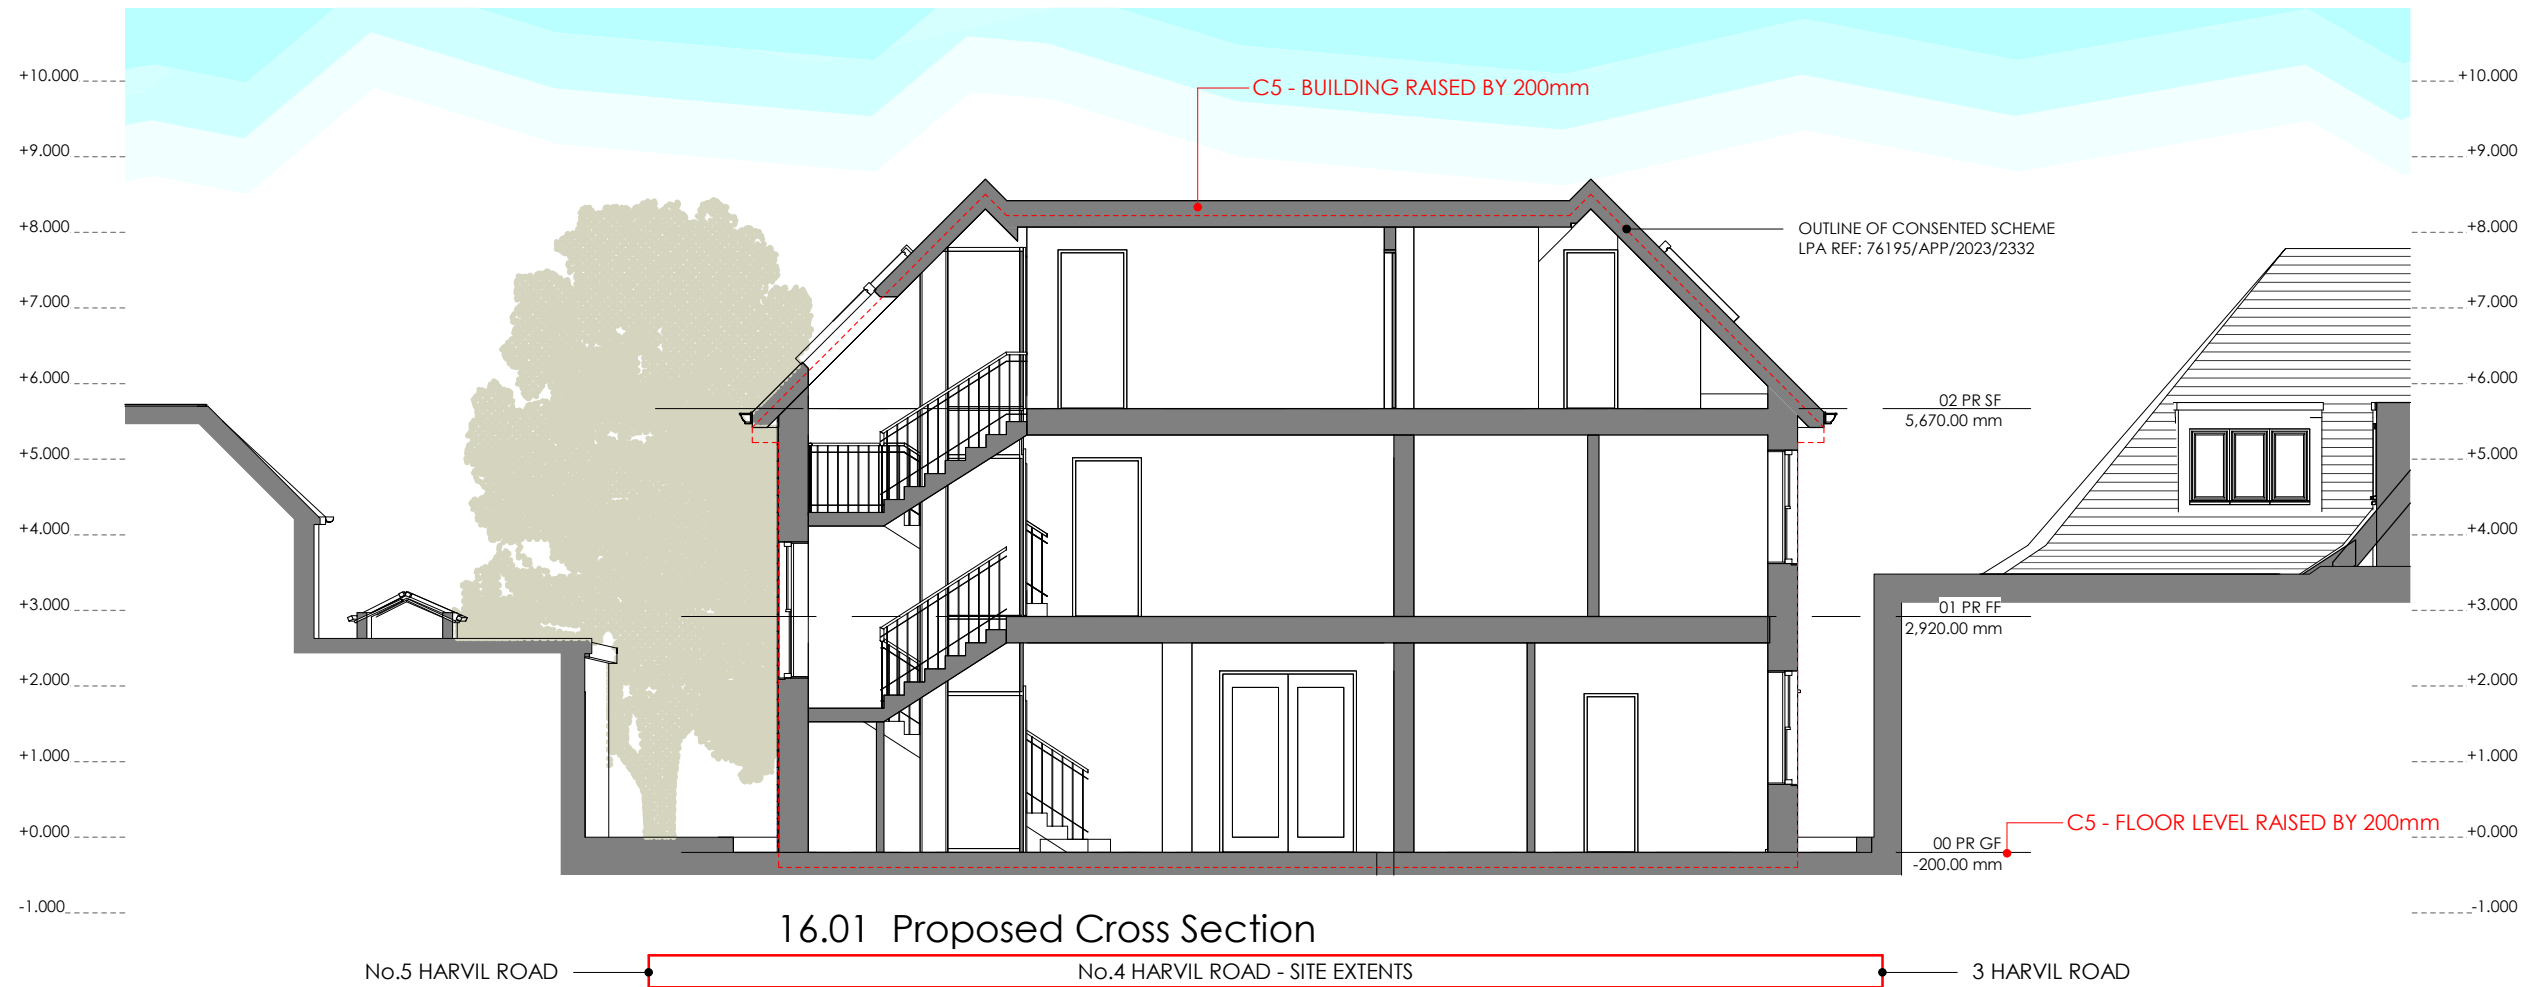 C5 - BUILDING RAISED BY 200mm
OUTLINE OF CONSENTED SCHEME
LPA REF: 76195/APP/2023/2332
+10.000
+9.000
+8.000
+7.000
+6.000
+5.000
+4.000
+3.000
+2.000
+1.000
+0.000
-1.000
02 PR SF
5,670.00 mm
01 PR FF
2,920.00 mm
00 PR GF
-200.00 mm
C5 - FLOOR LEVEL RAISED BY 200mm
+10.000
+9.000
+8.000
+7.000
+6.000
+5.000
+4.000
+3.000
+2.000
+1.000
+0.000
-1.000
16.01 Proposed Cross Section
No.5 HARVIL ROAD
No.4 HARVIL ROAD - SITE EXTENTS
3 HARVIL ROAD